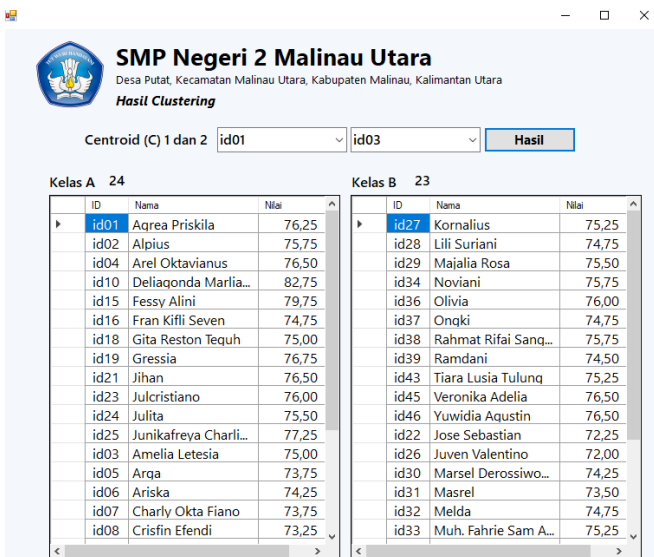 SMP Negeri 2 Malinau Utara
Desa Putat, Kecamatan Malinau Utara, Kabupaten Malinau, Kalimantan Utara
Hasil Clustering
Centroid (C) 1 dan 2 id01 id03 Hasil
Kelas A 24
ID Nama Nilai
id01 Agrea Priskila 76,25
id02 Alpius 75,75
id04 Arel Oktavianus 76,50
id10 Deliagonda Marlia... 82,75
id15 Fessy Alini 79,75
id16 Fran Kifli Seven 74,75
id18 Gita Reston Teguh 75,00
id19 Gressia 76,75
id21 Jihan 76,50
id23 Julcristiano 76,00
id24 Julita 75,50
id25 Junikafreya Charli... 77,25
id03 Amelia Letesia 75,00
id05 Arga 73,75
id06 Ariska 74,25
id07 Charly Okta Fiano 73,75
id08 Crisfin Efendi 73,25
Kelas B 23
ID Nama Nilai
id27 Kornalius 75,25
id28 Lili Suriani 74,75
id29 Majalia Rosa 75,50
id34 Noviani 75,75
id36 Olivia 76,00
id37 Ongki 74,75
id38 Rahmat Rifai Sang... 75,75
id39 Ramdani 74,50
id43 Tiara Lusia Tulung 75,25
id45 Veronika Adelia 76,50
id46 Yuwidia Agustin 76,50
id22 Jose Sebastian 72,25
id26 Juven Valentino 72,00
id30 Marsel Derossiwo... 74,25
id31 Masrel 73,50
id32 Melda 74,75
id33 Muh. Fahrie Sam A... 75,25